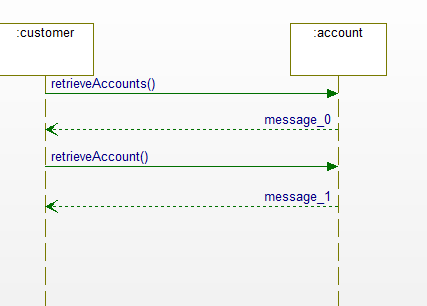 :customer
:account
retrieveAccounts()
message_0
retrieveAccount()
message_1